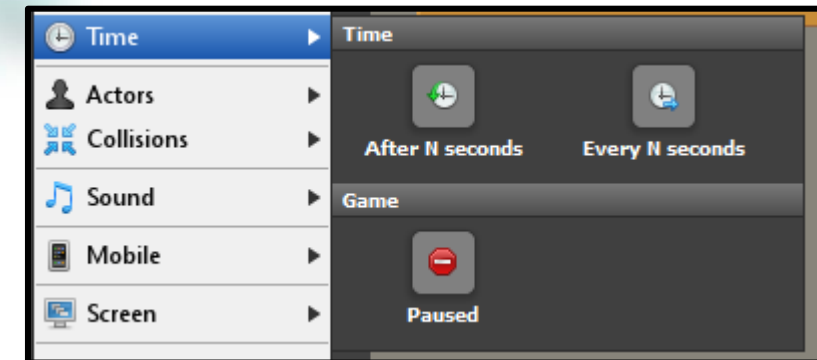 Time
Actors
Collisions
Sound
Mobile
Screen
Time
After N seconds
Every N seconds
Game
Paused